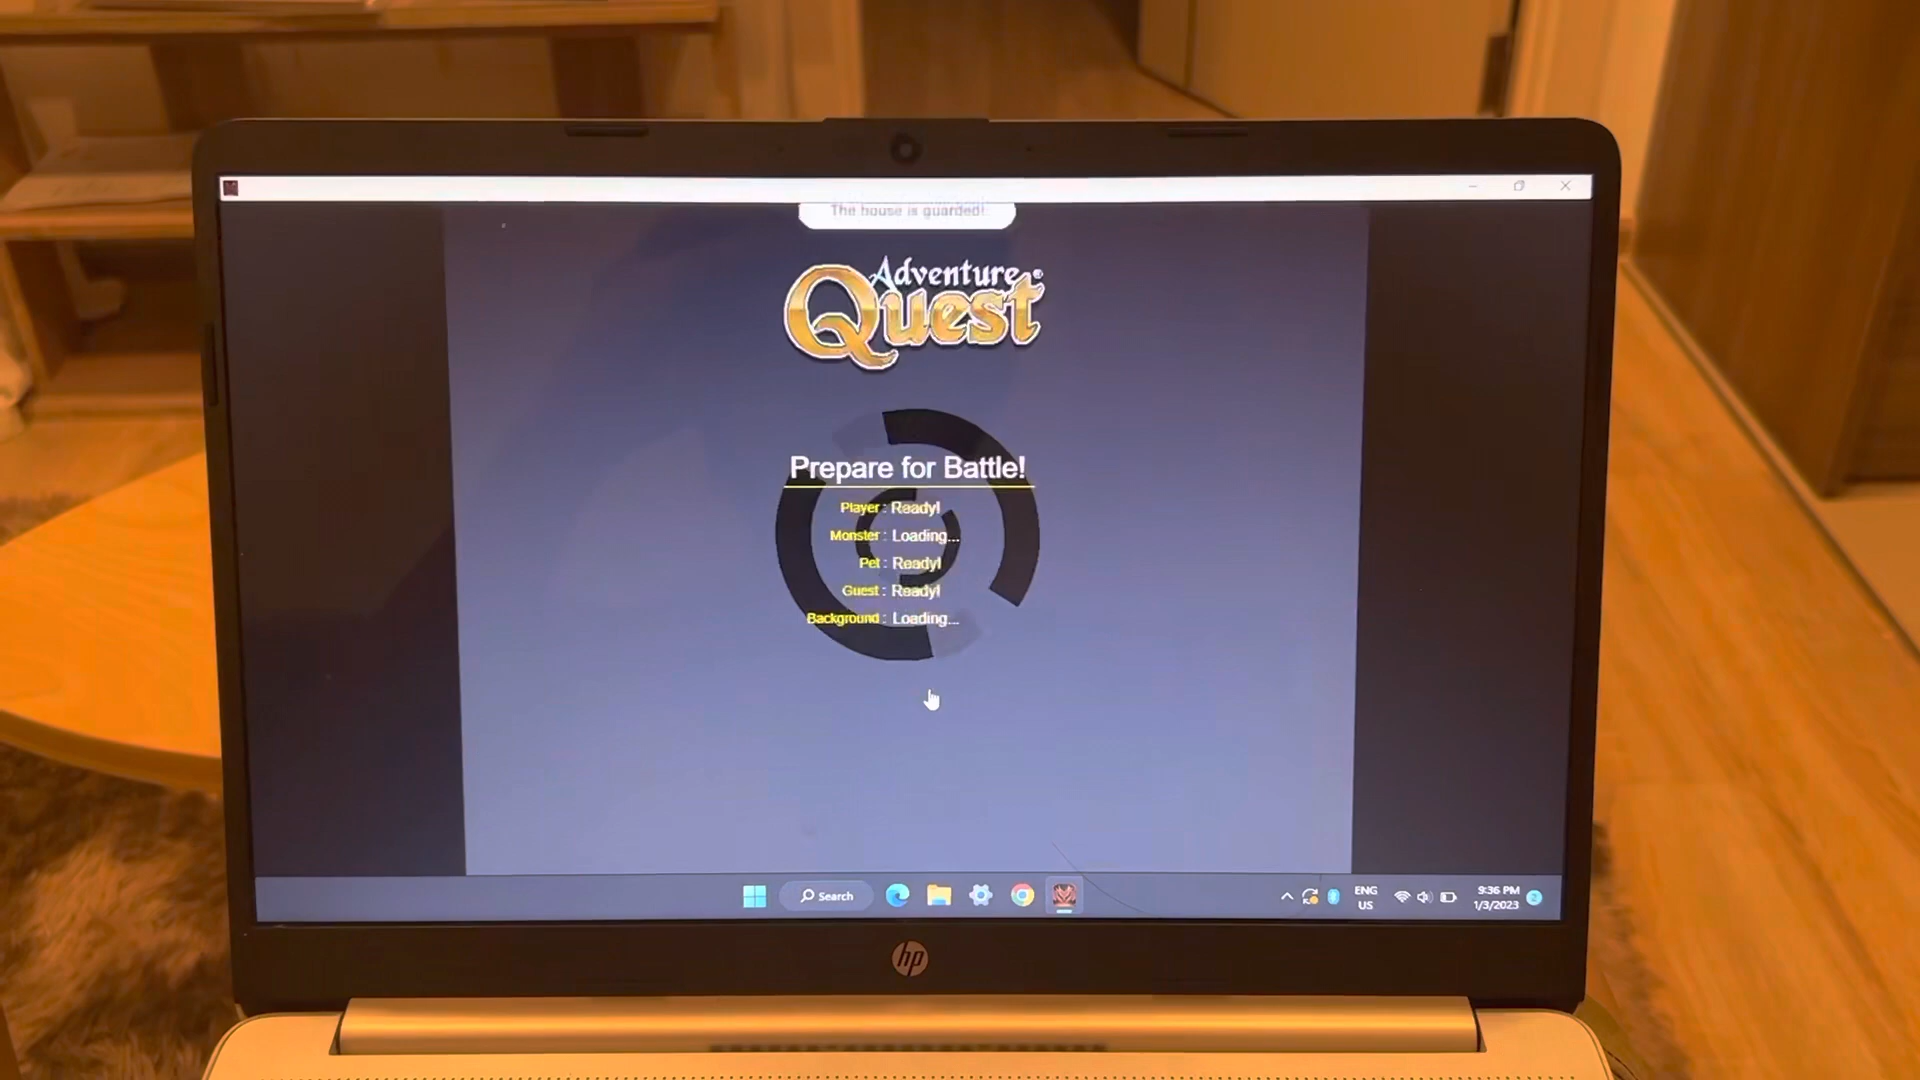 The house is guarded!
Adventure®
Quest
Prepare for Battle!
Player : Ready!
Monster : Loading...
Pet : Ready!
Guest : Ready!
Background : Loading...
Search
ENG
US
9:36 PM
1/3/2023
2
hp